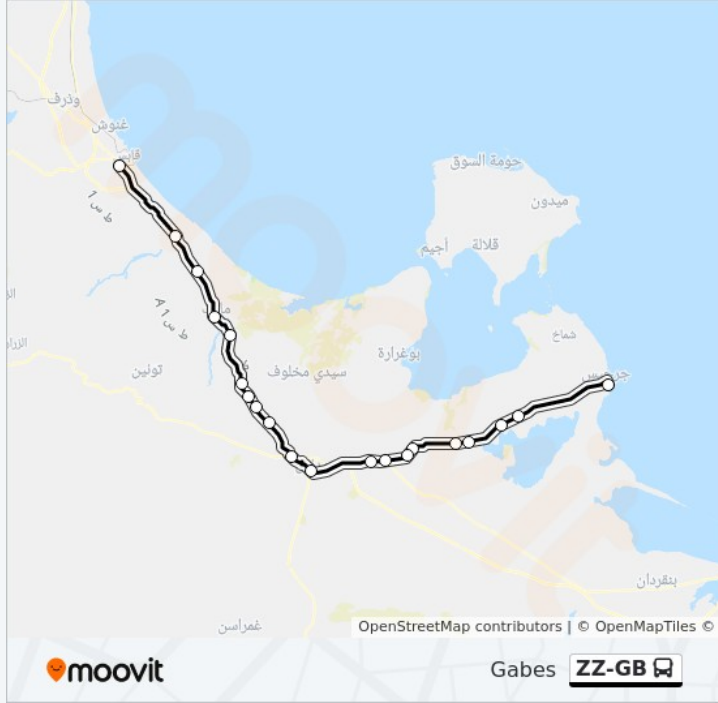 وذرف
غنوش
قابس
ط س 1
حومة السوق
ميدون
أجيم
قلالة
ط س A 1
شماخ
بوغرارة
سيدي مخلوف
تونين
جرجيس
بنقردان
غمراسن
OpenStreetMap contributors | © OpenMapTiles ©
moovit
Gabes
ZZ-GB